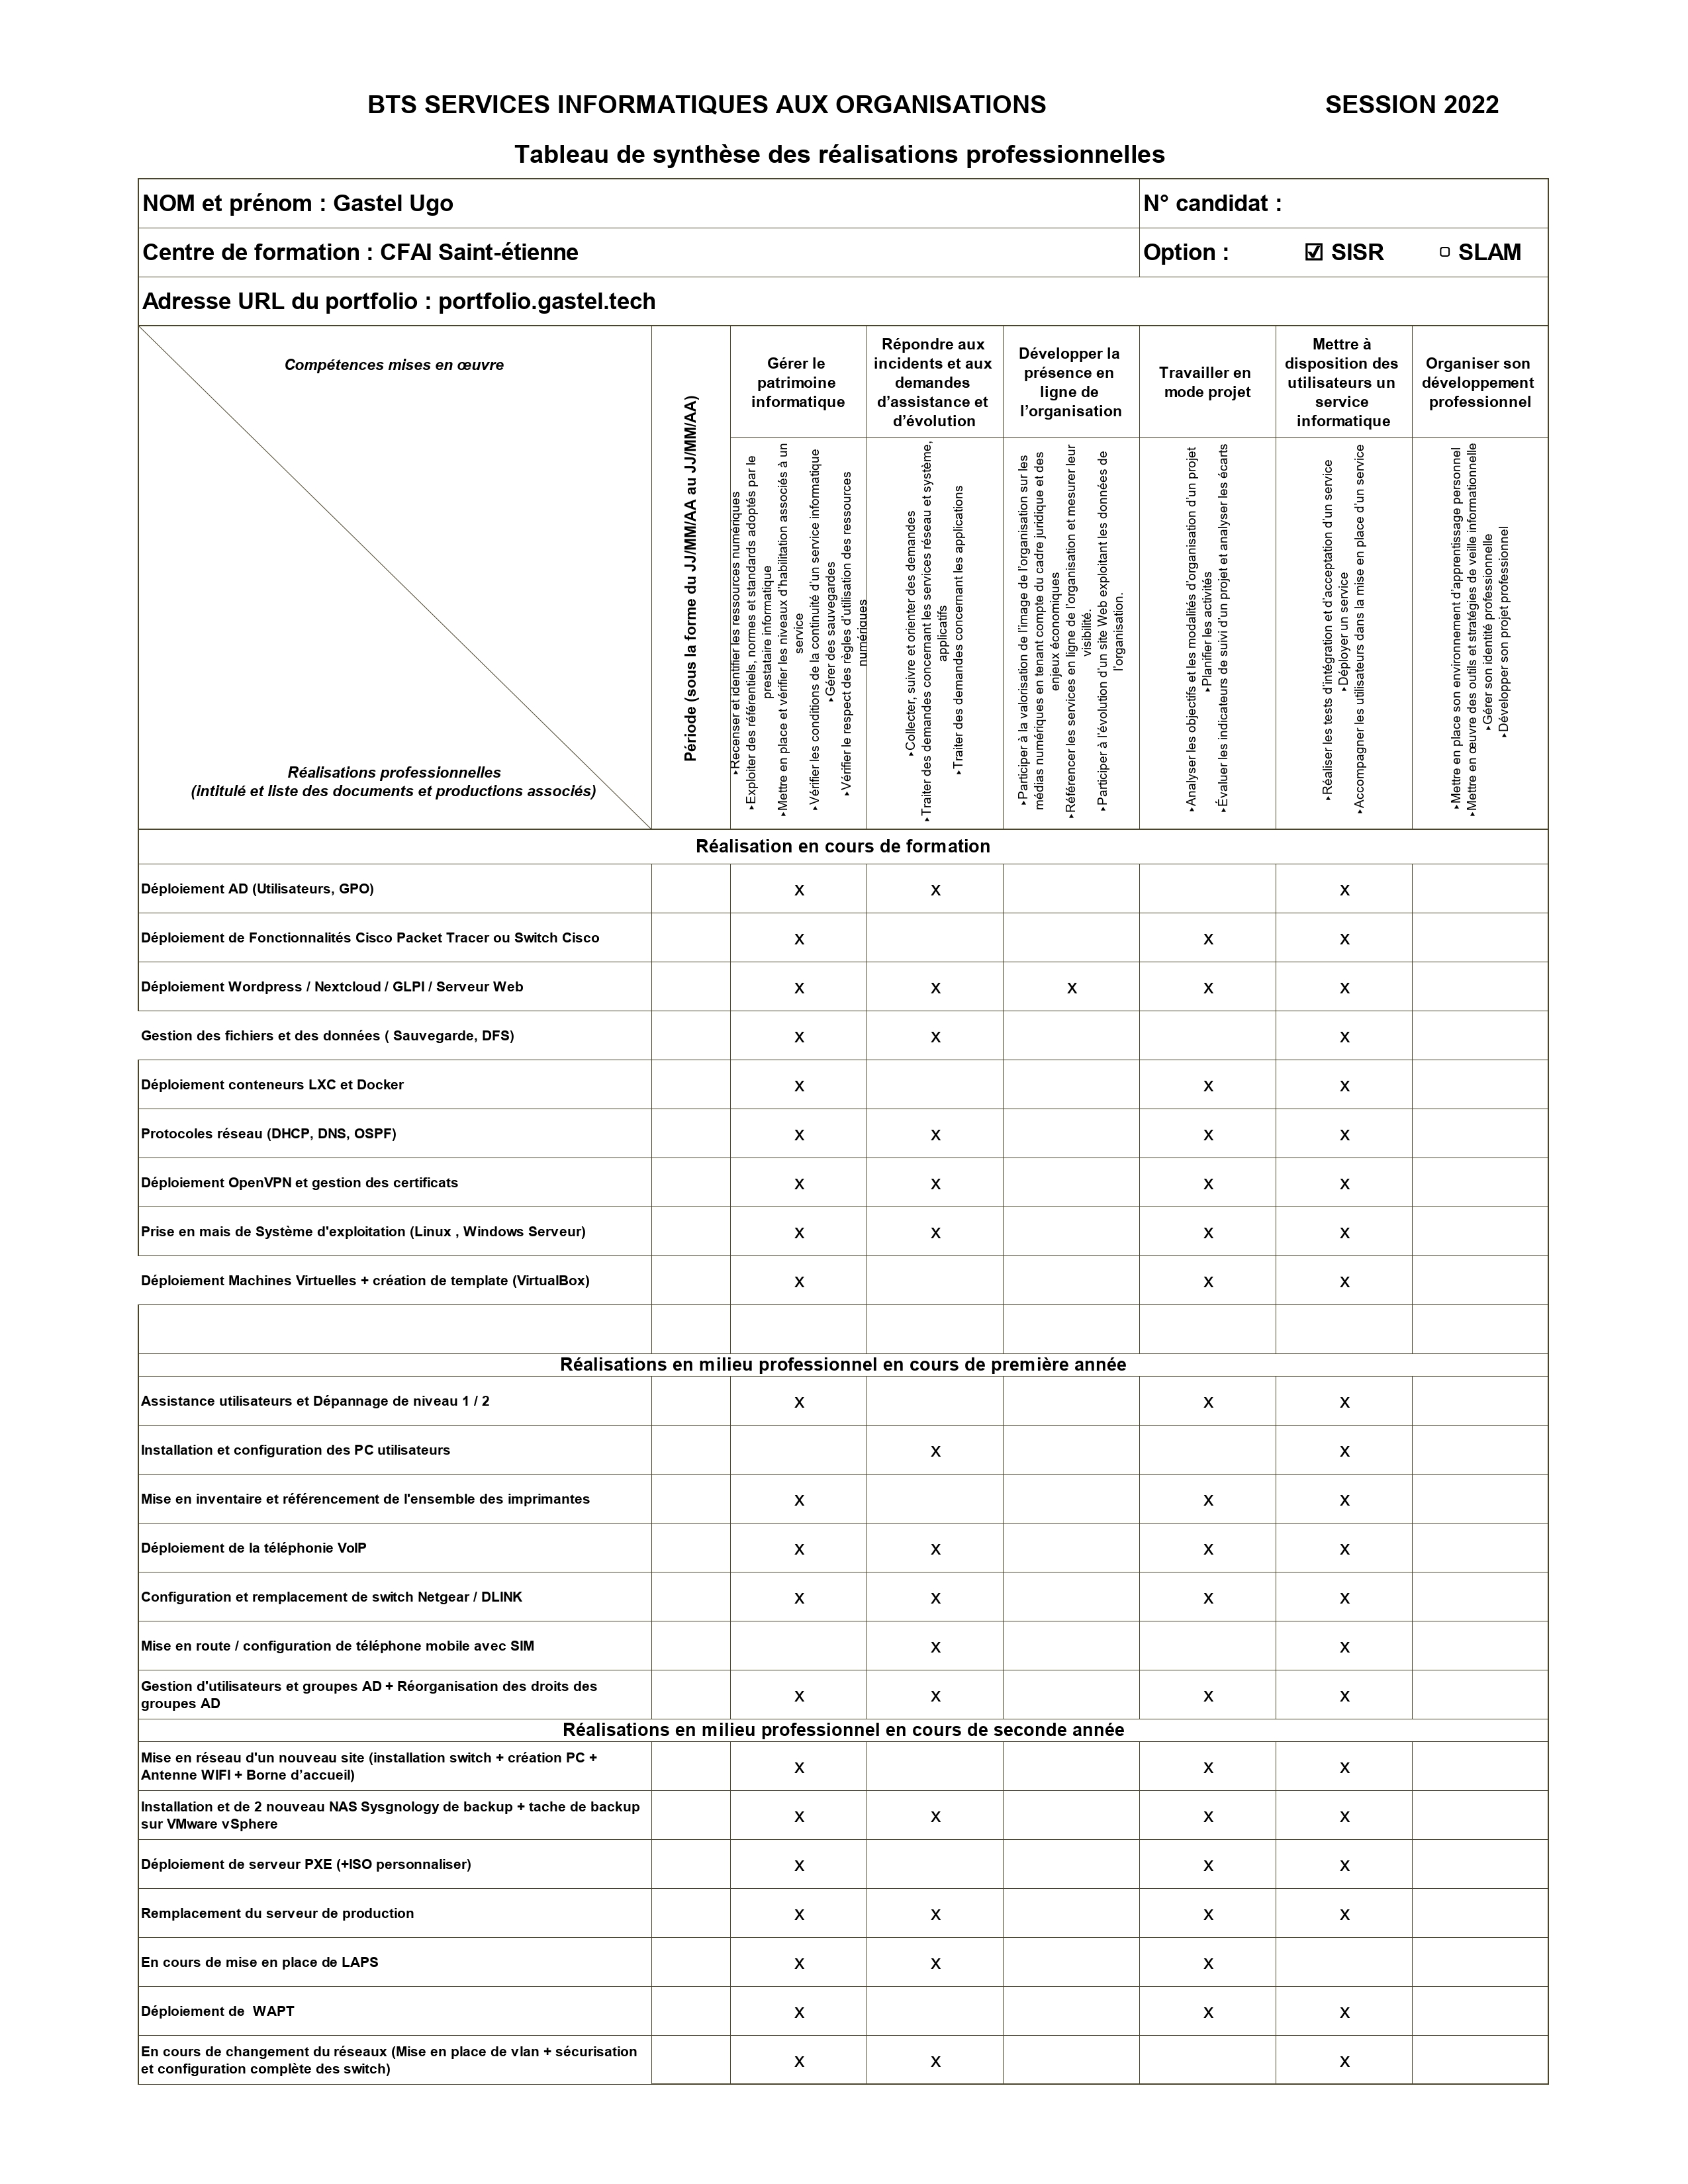 BTS SERVICES INFORMATIQUES AUX ORGANISATIONS SESSION 2022
Tableau de synthèse des réalisations professionnelles
NOM et prénom : Gastel Ugo N° candidat :
Centre de formation : CFAI Saint-étienne Option : ☑ SISR ▢ SLAM
Adresse URL du portfolio : portfolio.gastel.tech
Compétences mises en œuvre
Réalisations professionnelles
(intitulé et liste des documents et productions associés)
Période (sous la forme du JJ/MM/AA au JJ/MM/AA)
Gérer le
patrimoine
informatique
Répondre aux
incidents et aux
demandes
d’assistance et
d’évolution
Développer la
présence en
ligne de
l’organisation
Travailler en
mode projet
Mettre à
disposition des
utilisateurs un
service
informatique
Organiser son
développement
professionnel
‣Recenser et identifier les ressources numériques
‣Exploiter des référentiels, normes et standards adoptés par le
prestataire informatique
‣Mettre en place et vérifier les niveaux d’habilitation associés à un
service
‣Vérifier les conditions de la continuité d’un service informatique
‣Gérer des sauvegardes
‣Vérifier le respect des règles d’utilisation des ressources
numériques
‣Collecter, suivre et orienter des demandes
‣Traiter des demandes concernant les services réseau et système,
applicatifs
‣Traiter des demandes concernant les applications
‣Participer à la valorisation de l’image de l’organisation sur les
médias numériques en tenant compte du cadre juridique et des
enjeux économiques
‣Référencer les services en ligne de l’organisation et mesurer leur
visibilité.
‣Participer à l’évolution d’un site Web exploitant les données de
l’organisation.
‣Analyser les objectifs et les modalités d’organisation d’un projet
‣Planifier les activités
‣Évaluer les indicateurs de suivi d’un projet et analyser les écarts
‣Réaliser les tests d’intégration et d’acceptation d’un service
‣Déployer un service
‣Accompagner les utilisateurs dans la mise en place d’un service
‣Mettre en place son environnement d’apprentissage personnel
‣Mettre en œuvre des outils et stratégies de veille informationnelle
‣Gérer son identité professionnelle
‣Développer son projet professionnel
Réalisation en cours de formation
Déploiement AD (Utilisateurs, GPO) X X X
Déploiement de Fonctionnalités Cisco Packet Tracer ou Switch Cisco X X X
Déploiement Wordpress / Nextcloud / GLPI / Serveur Web X X X X X
Gestion des fichiers et des données ( Sauvegarde, DFS) X X X
Déploiement conteneurs LXC et Docker X X X
Protocoles réseau (DHCP, DNS, OSPF) X X X X
Déploiement OpenVPN et gestion des certificats X X X X
Prise en mais de Système d'exploitation (Linux , Windows Serveur) X X X X
Déploiement Machines Virtuelles + création de template (VirtualBox) X X X
Réalisations en milieu professionnel en cours de première année
Assistance utilisateurs et Dépannage de niveau 1 / 2 X X X
Installation et configuration des PC utilisateurs X X
Mise en inventaire et référencement de l'ensemble des imprimantes X X X
Déploiement de la téléphonie VoIP X X X X
Configuration et remplacement de switch Netgear / DLINK X X X X
Mise en route / configuration de téléphone mobile avec SIM X X
Gestion d'utilisateurs et groupes AD + Réorganisation des droits des
groupes AD X X X X
Réalisations en milieu professionnel en cours de seconde année
Mise en réseau d'un nouveau site (installation switch + création PC +
Antenne WIFI + Borne d’accueil) X X X
Installation et de 2 nouveau NAS Sysgnology de backup + tache de backup
sur VMware vSphere X X X X
Déploiement de serveur PXE (+ISO personnaliser) X X X
Remplacement du serveur de production X X X X
En cours de mise en place de LAPS X X X
Déploiement de  WAPT X X X
En cours de changement du réseaux (Mise en place de vlan + sécurisation
et configuration complète des switch) X X X